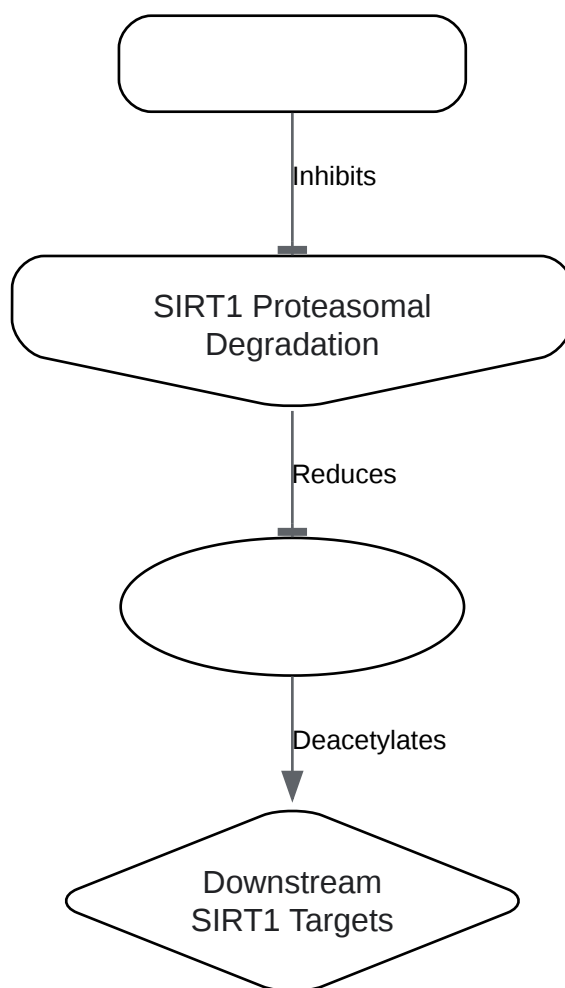 Inhibits
SIRT1 Proteasomal
Degradation
Reduces
Deacetylates
Downstream
SIRT1 Targets